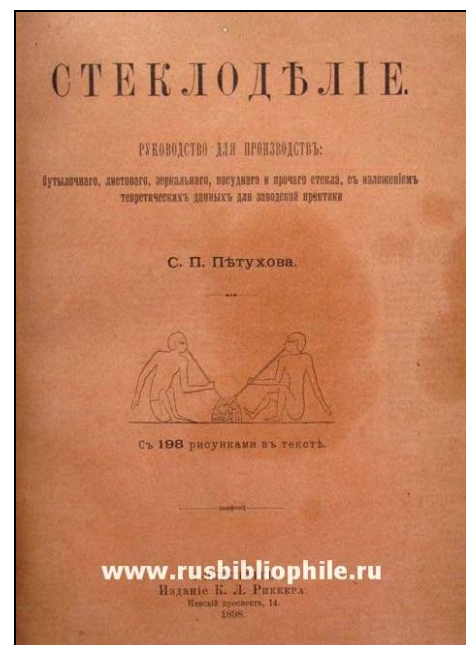 СТЕКЛОДѢЛІЕ.
РУКОВОДСТВО ДЛЯ ПРОИЗВОДСТВЪ:
бутылочнаго, листоваго, зеркальнаго, посуднаго и прочаго стекла, съ изложеніемъ
теоретическихъ данныхъ для заводской практики
С. П. Пѣтухова.
Съ 198 рисунками въ текстѣ.
www.rusbibliophile.ru
Изданіе К. Л. Риккера.
Невскій проспектъ, 14.
1898.